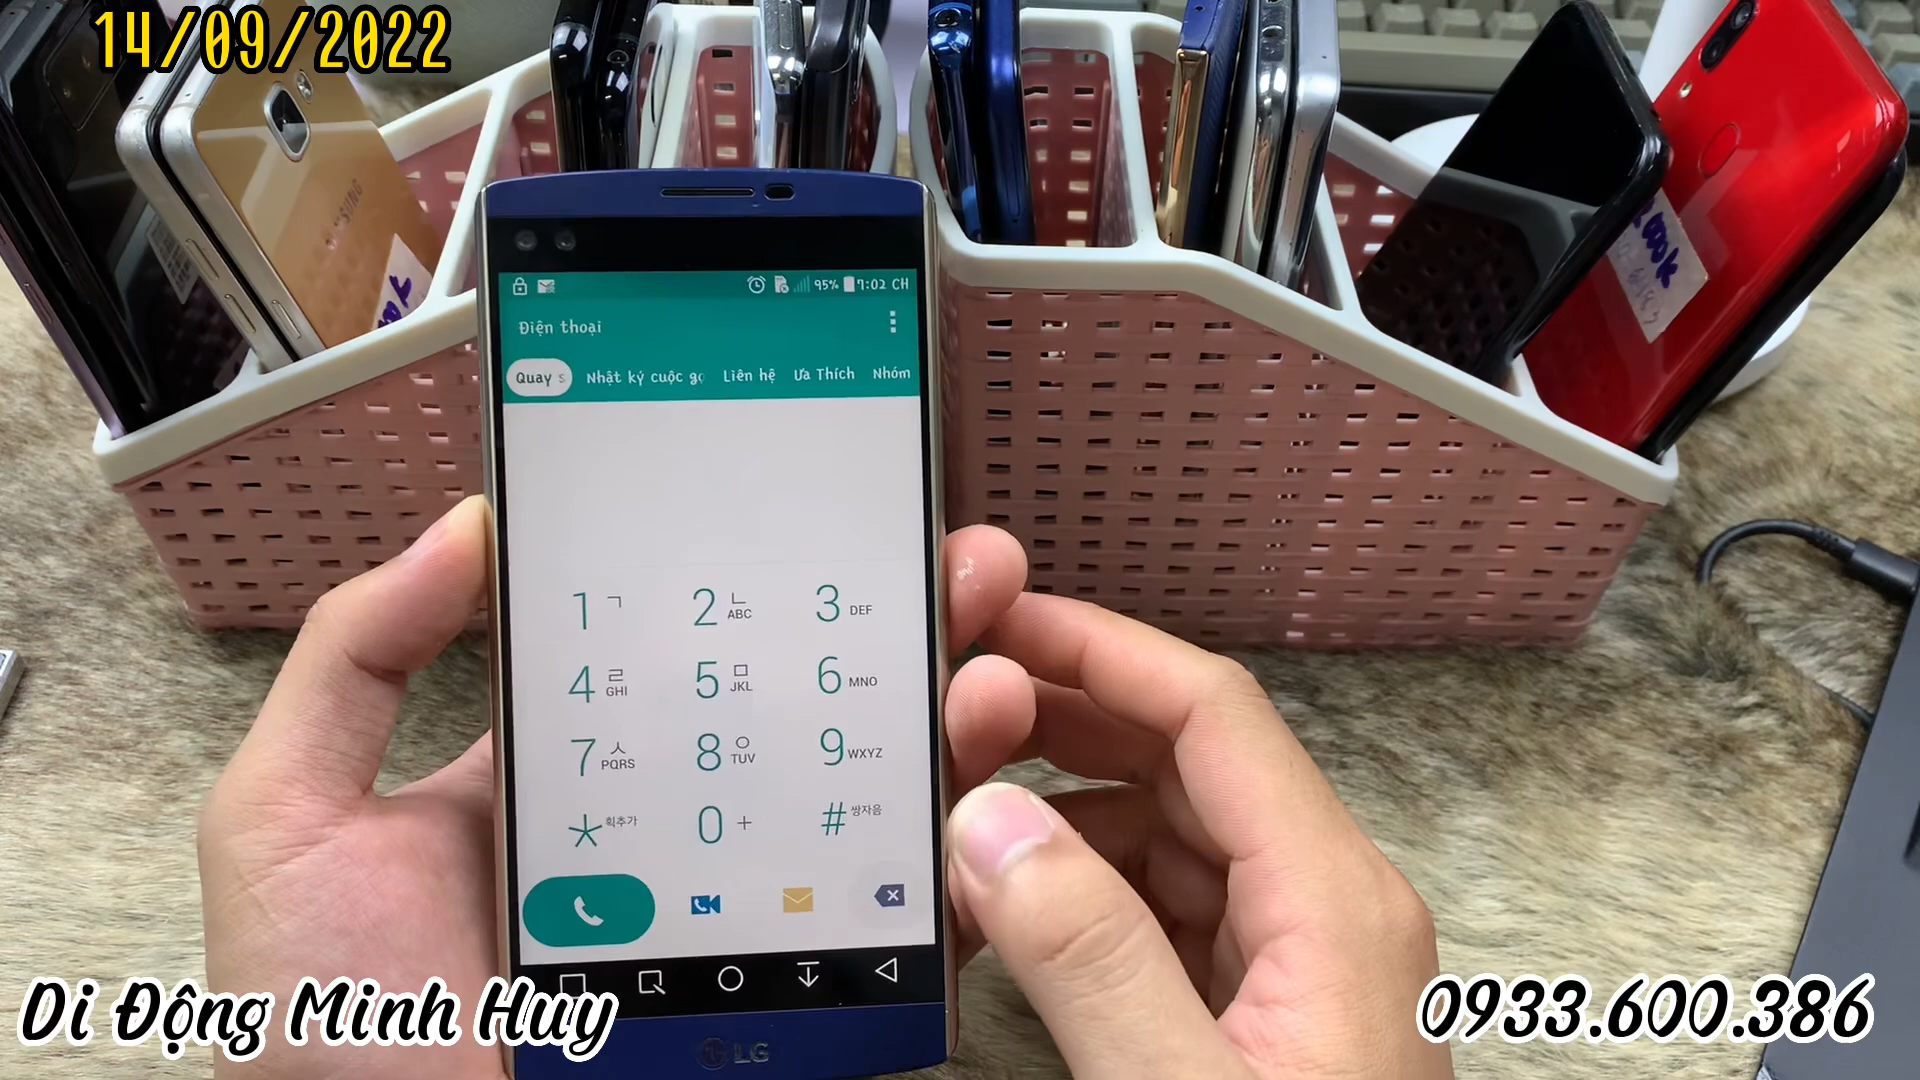 14/09/2022
SAMSUNG
95% 7:02 CH
Điện thoại
Quay s Nhật ký cuộc gọ Liên hệ Ưa Thích Nhóm
1 ㄱ 2 ㄴ ABC 3 DEF
4 ㄹ GHI 5 ㅁ JKL 6 MNO
7 ㅅ PQRS 8 ㅇ TUV 9 WXYZ
* 획추가 0 + # 쌍자음
LG
Di Động Minh Huy
0933.600.386